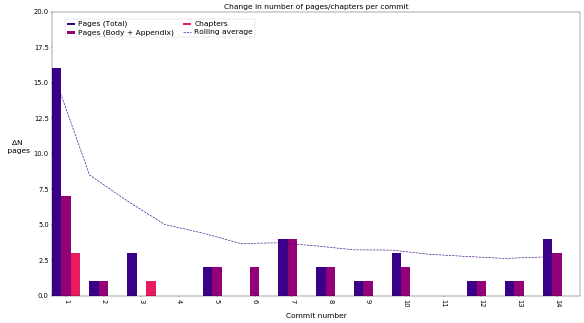 Change in number of pages/chapters per commit
Pages (Total)
Pages (Body + Appendix)
Chapters
Rolling average
20.0
17.5
15.0
12.5
10.0
7.5
5.0
2.5
0.0
ΔN
pages
1 2 3 4 5 6 7 8 9 10 11 12 13 14
Commit number